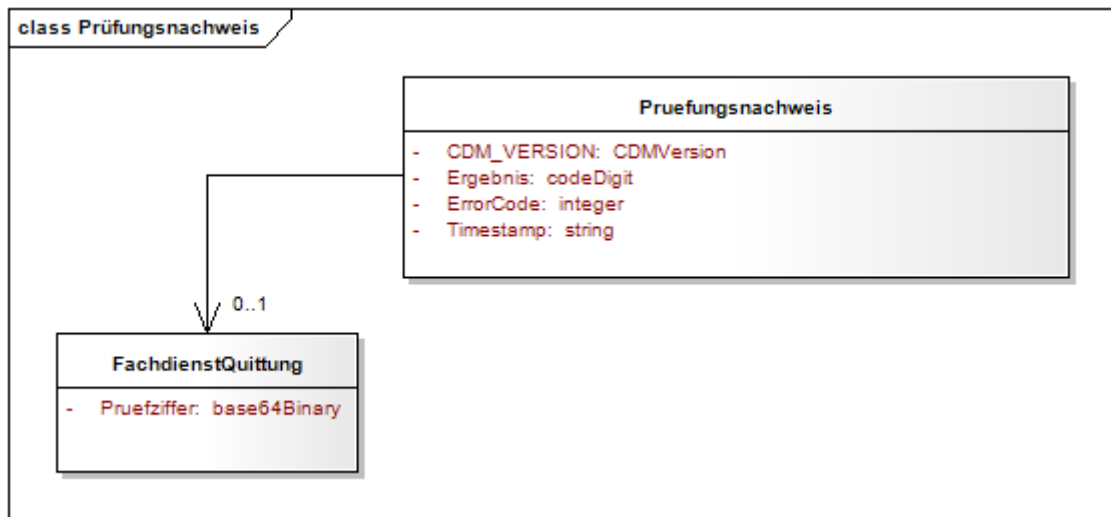 class Prüfungsnachweis
Pruefungsnachweis
- CDM_VERSION: CDMVersion
- Ergebnis: codeDigit
- ErrorCode: integer
- Timestamp: string
0..1
FachdienstQuittung
- Pruefziffer: base64Binary